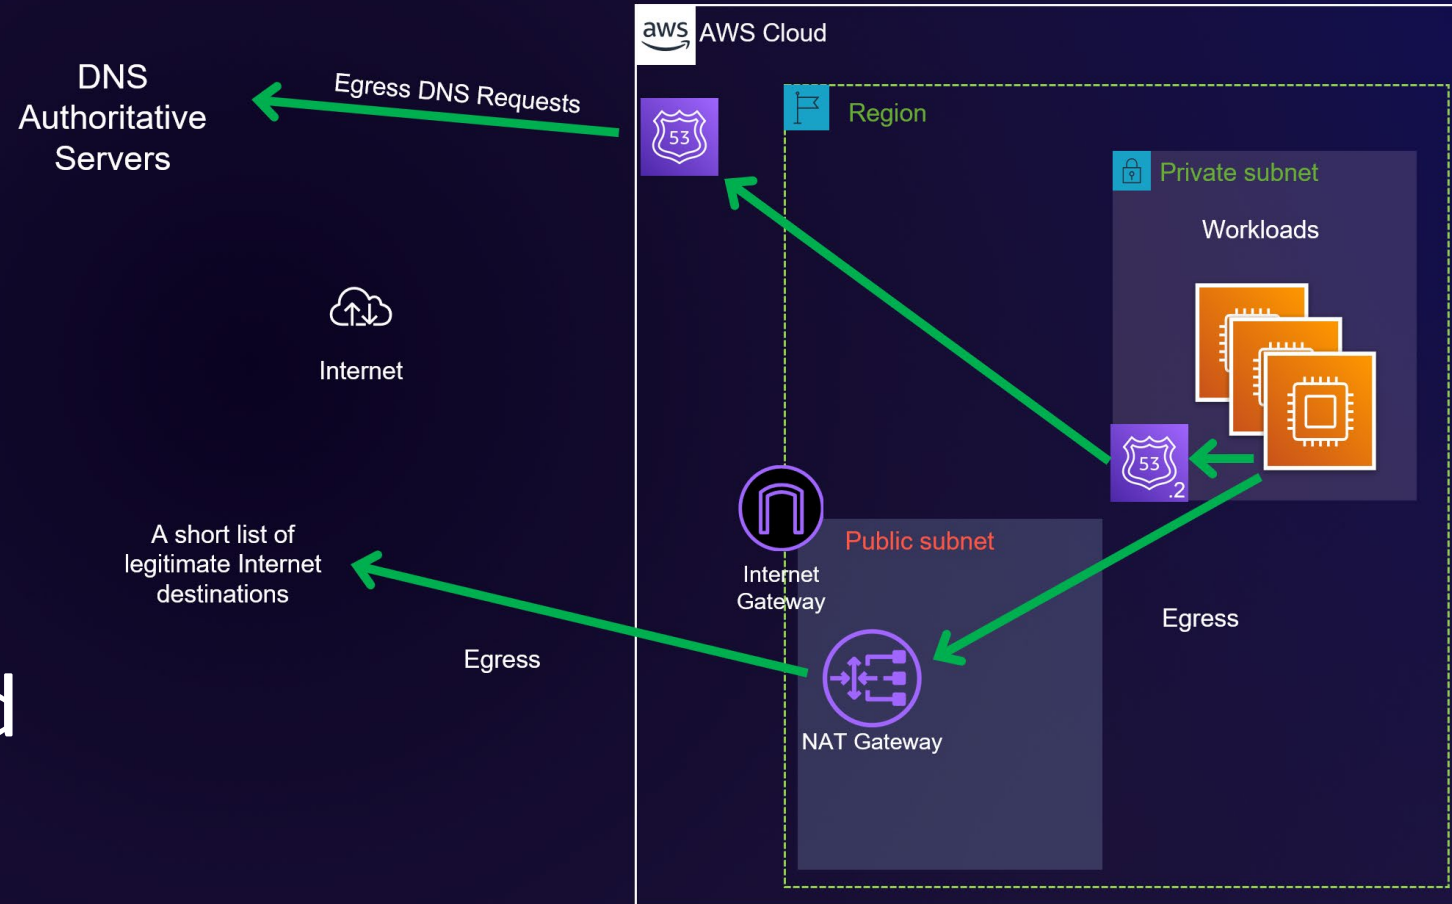 aws
AWS Cloud
DNS
Authoritative
Servers
Egress DNS Requests
53
Region
Private subnet
Workloads
Internet
53
.2
A short list of
legitimate Internet
destinations
Internet
Gateway
Public subnet
Egress
Egress
NAT Gateway
d